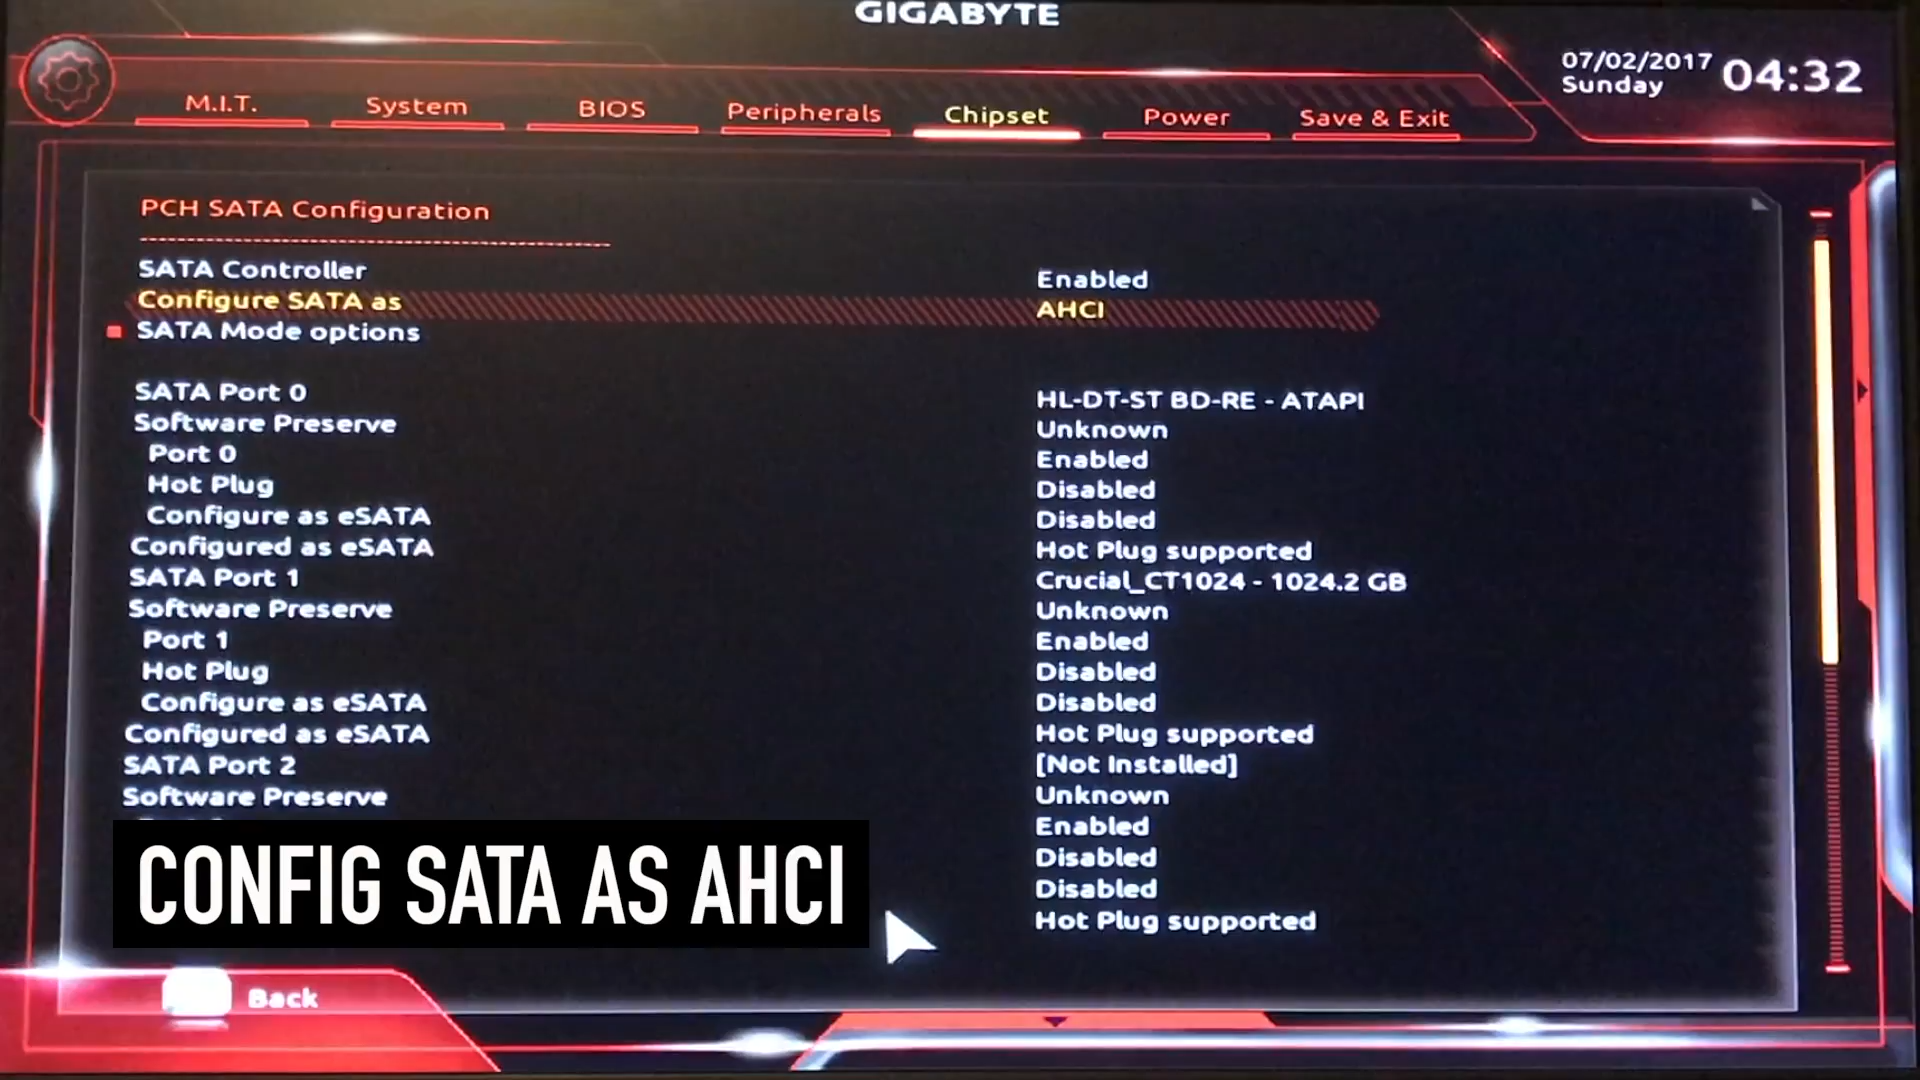 GIGABYTE
07/02/2017
Sunday
04:32
M.I.T.
System
BIOS
Peripherals
Chipset
Power
Save & Exit
PCH SATA Configuration
SATA Controller Enabled
Configure SATA as AHCI
SATA Mode options
SATA Port 0 HL-DT-ST BD-RE - ATAPI
Software Preserve Unknown
Port 0 Enabled
Hot Plug Disabled
Configure as eSATA Disabled
Configured as eSATA Hot Plug supported
SATA Port 1 Crucial_CT1024 - 1024.2 GB
Software Preserve Unknown
Port 1 Enabled
Hot Plug Disabled
Configure as eSATA Disabled
Configured as eSATA Hot Plug supported
SATA Port 2 [Not Installed]
Software Preserve Unknown
Enabled
Disabled
Disabled
Hot Plug supported
CONFIG SATA AS AHCI
Back